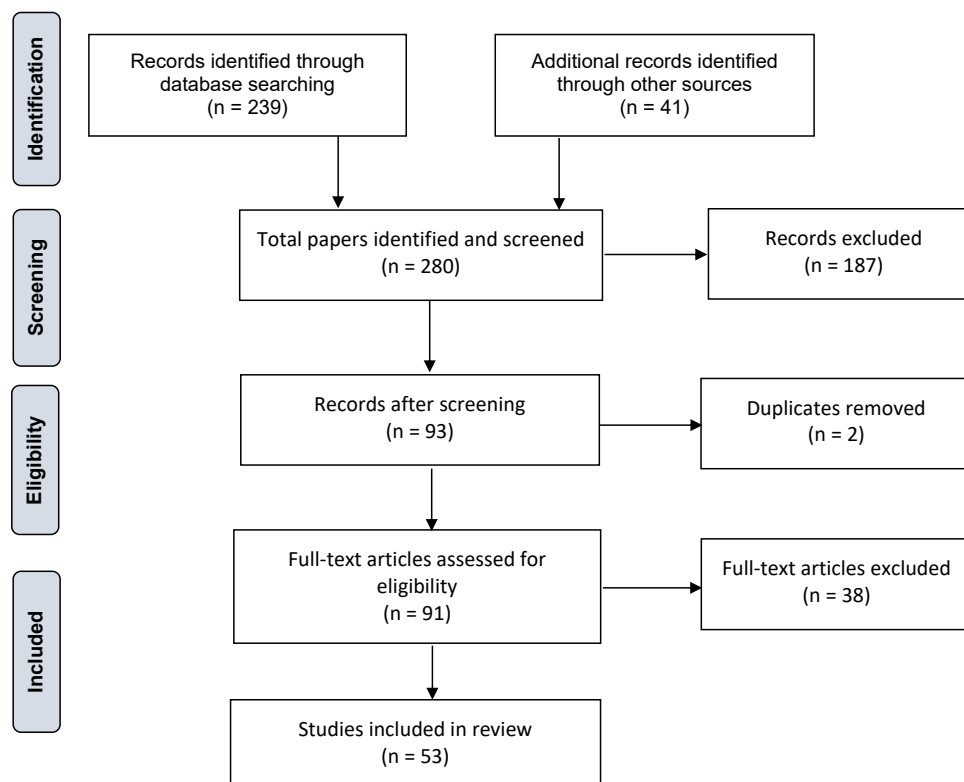 Identification
Records identified through
database searching
(n = 239)
Additional records identified
through other sources
(n = 41)
Screening
Total papers identified and screened
(n = 280)
Records excluded
(n = 187)
Eligibility
Records after screening
(n = 93)
Duplicates removed
(n = 2)
Full-text articles assessed for
eligibility
(n = 91)
Full-text articles excluded
(n = 38)
Included
Studies included in review
(n = 53)